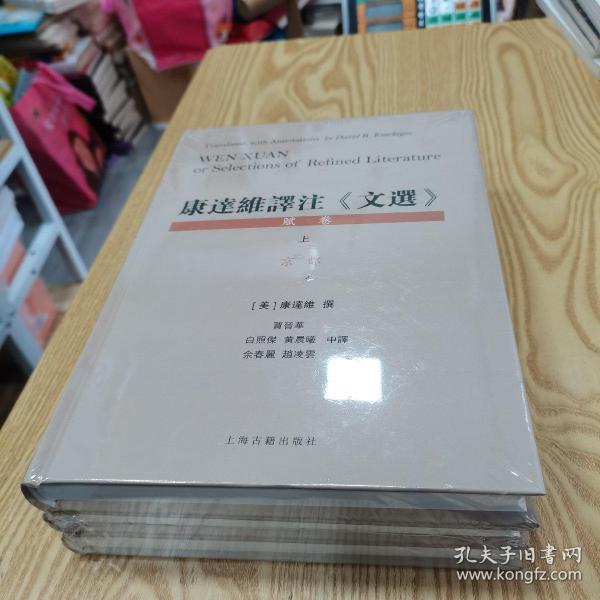 Translated, with Annotations by David R. Knechtges
WEN XUAN
or Selections of Refined Literature
康達維譯注《文選》
賦卷
上
京都
[美]康達維 撰
賈晉華
白照傑 黃晨曦 中譯
余春麗 趙凌雲
上海古籍出版社
孔夫子旧书网
www.kongfz.com